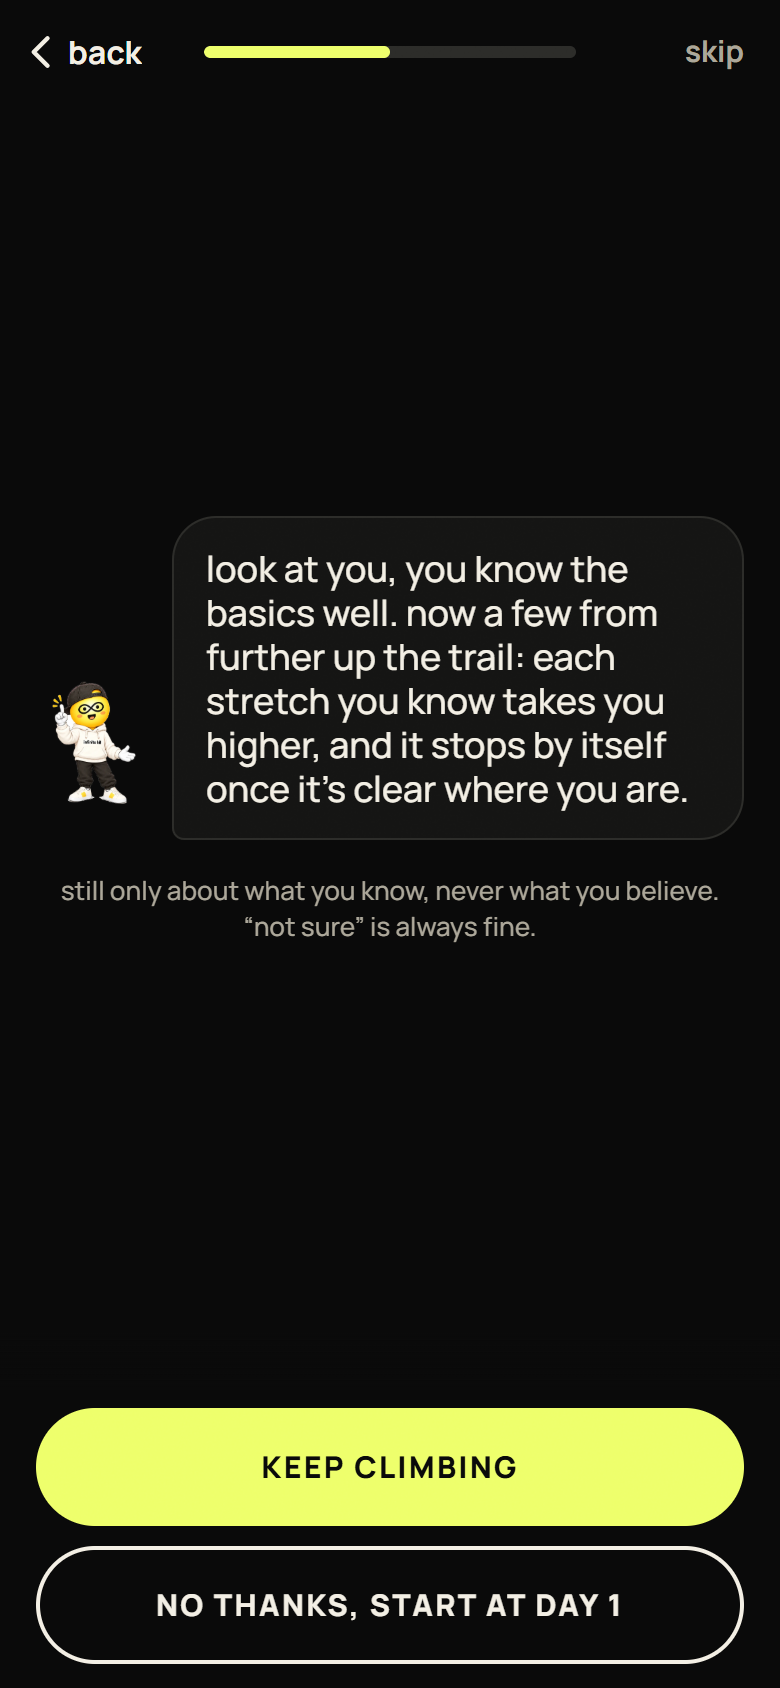 back
skip
look at you, you know the
basics well. now a few from
further up the trail: each
stretch you know takes you
higher, and it stops by itself
once it’s clear where you are.
still only about what you know, never what you believe.
“not sure” is always fine.
KEEP CLIMBING
NO THANKS, START AT DAY 1